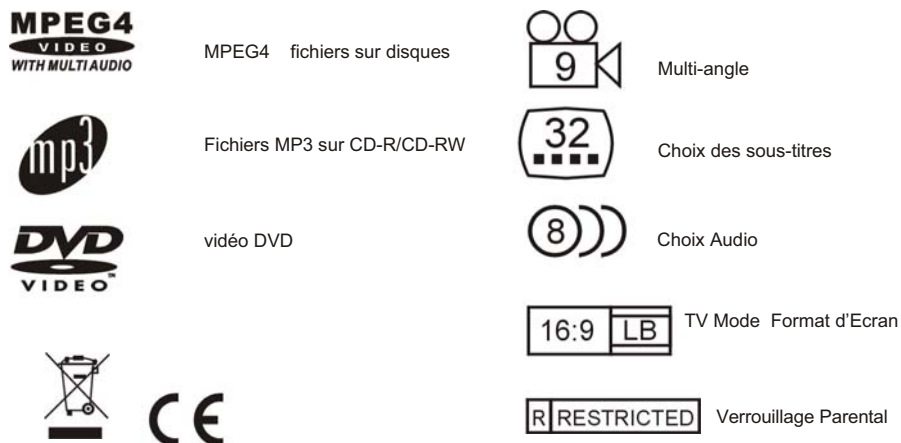 MPEG4
VIDEO
WITH MULTI AUDIO
MPEG4 fichiers sur disques
mp3
Fichiers MP3 sur CD-R/CD-RW
DVD
VIDEO™
vidéo DVD
CE
9
Multi-angle
32
Choix des sous-titres
8
Choix Audio
16:9 LB
TV Mode Format d'Ecran
R RESTRICTED
Verrouillage Parental